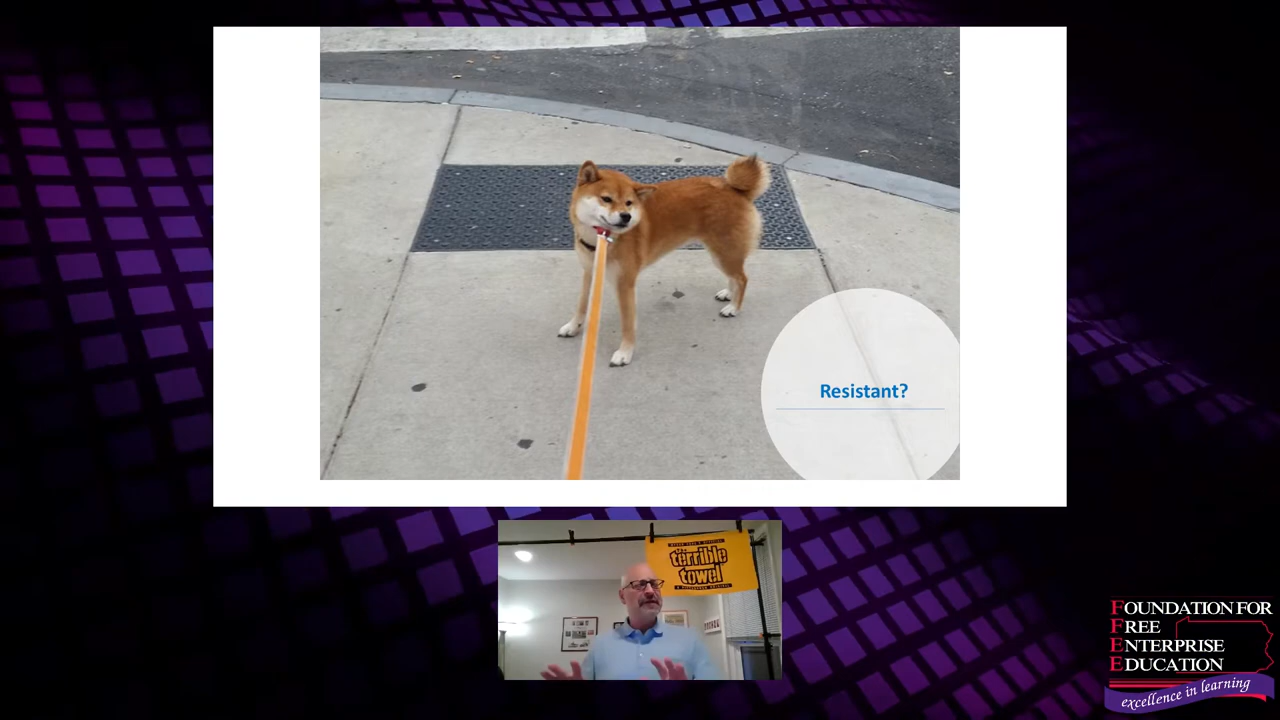 Resistant?
terrible
towel
FOUNDATION FOR
FREE
ENTERPRISE
EDUCATION
excellence in learning